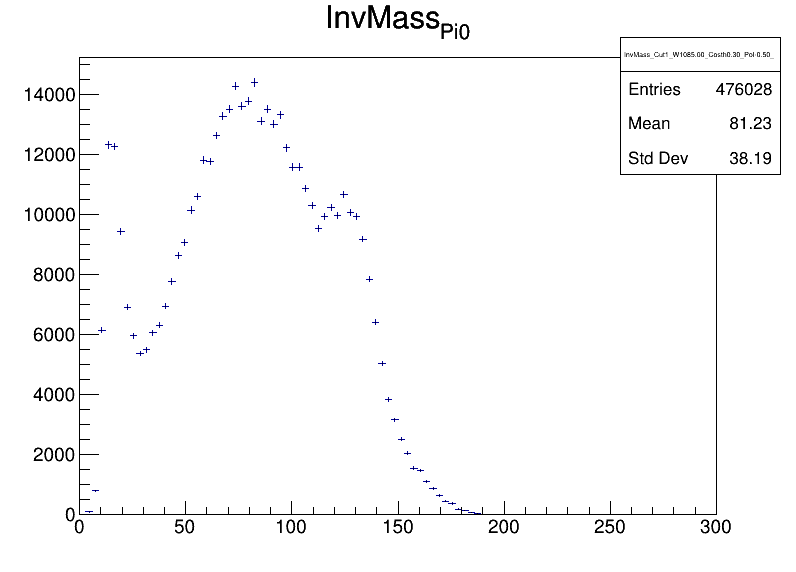 InvMassPi0
InvMass_Cut1_W1085.00_Costh0.30_Pol-0.50_
Entries 476028
Mean 81.23
Std Dev 38.19
14000
12000
10000
8000
6000
4000
2000
0
0 50 100 150 200 250 300